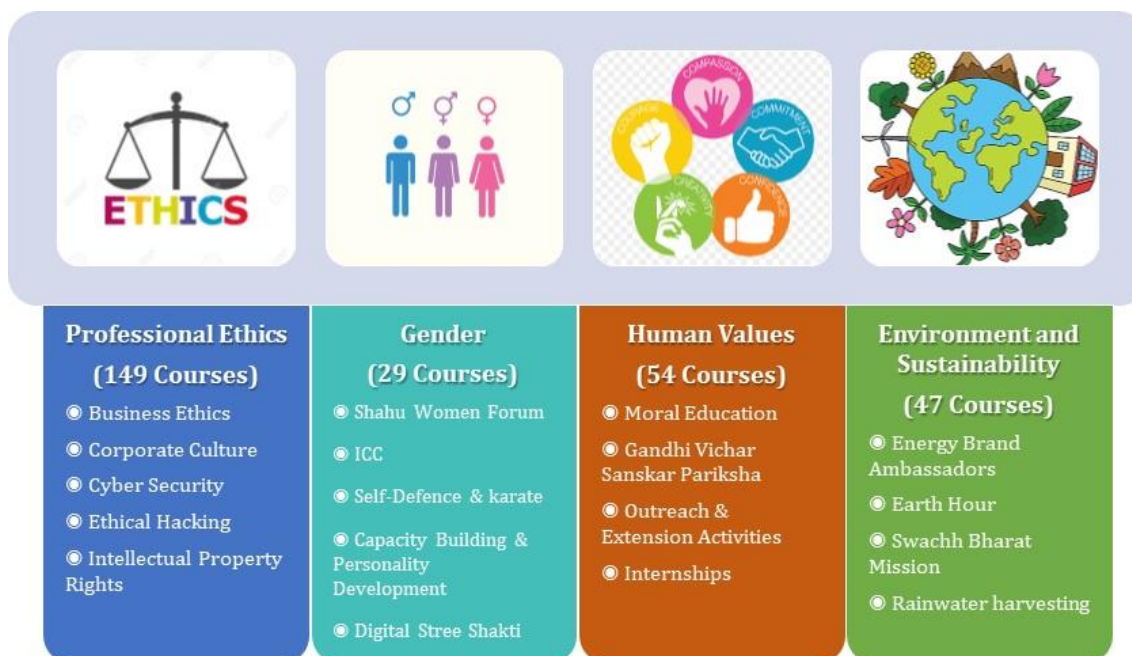 ETHICS
COMPASSION
COURAGE
COMMITMENT
CREATIVITY
CONFIDENCE
Professional Ethics
(149 Courses)
◉ Business Ethics
◉ Corporate Culture
◉ Cyber Security
◉ Ethical Hacking
◉ Intellectual Property
Rights
Gender
(29 Courses)
◉ Shahu Women Forum
◉ ICC
◉ Self-Defence & karate
◉ Capacity Building &
Personality
Development
◉ Digital Stree Shakti
Human Values
(54 Courses)
◉ Moral Education
◉ Gandhi Vichar
Sanskar Pariksha
◉ Outreach &
Extension Activities
◉ Internships
Environment and
Sustainability
(47 Courses)
◉ Energy Brand
Ambassadors
◉ Earth Hour
◉ Swachh Bharat
Mission
◉ Rainwater harvesting